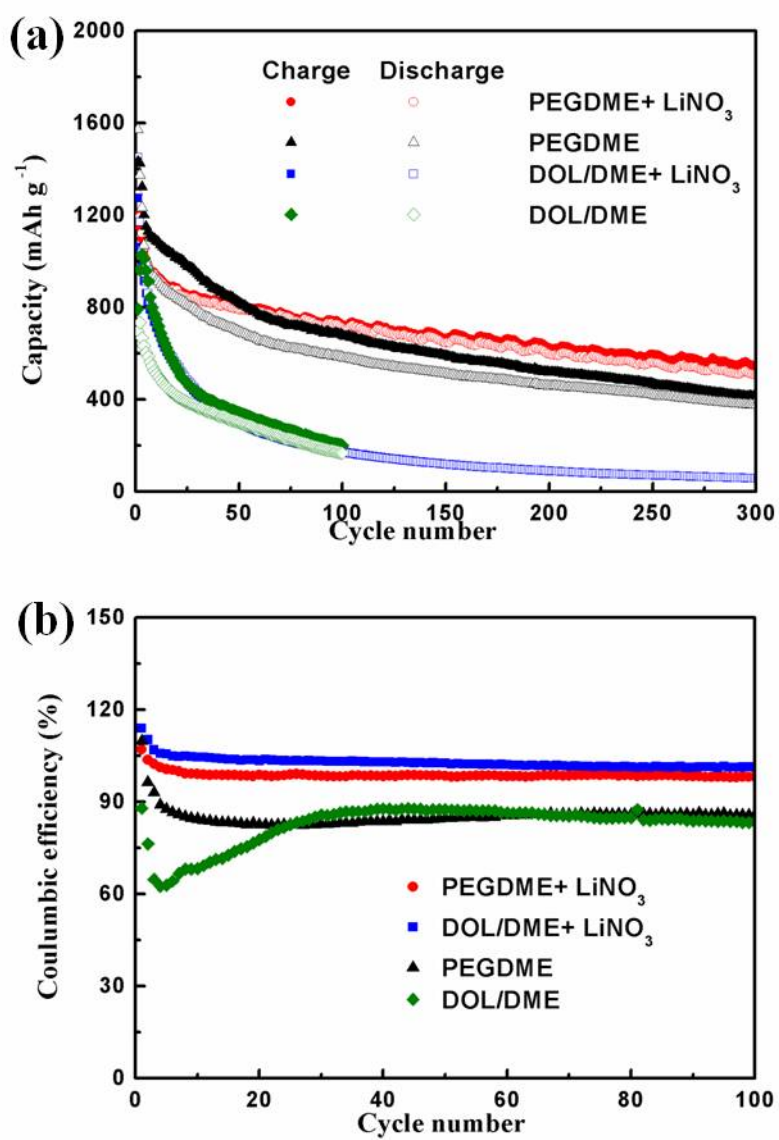 (a)
2000
1600
1200
800
400
0
Capacity (mAh g⁻¹)
Charge Discharge
PEGDME+ LiNO₃
PEGDME
DOL/DME+ LiNO₃
DOL/DME
0 50 100 150 200 250 300
Cycle number
(b)
150
120
90
60
30
0
Coulumbic efficiency (%)
PEGDME+ LiNO₃
DOL/DME+ LiNO₃
PEGDME
DOL/DME
0 20 40 60 80 100
Cycle number